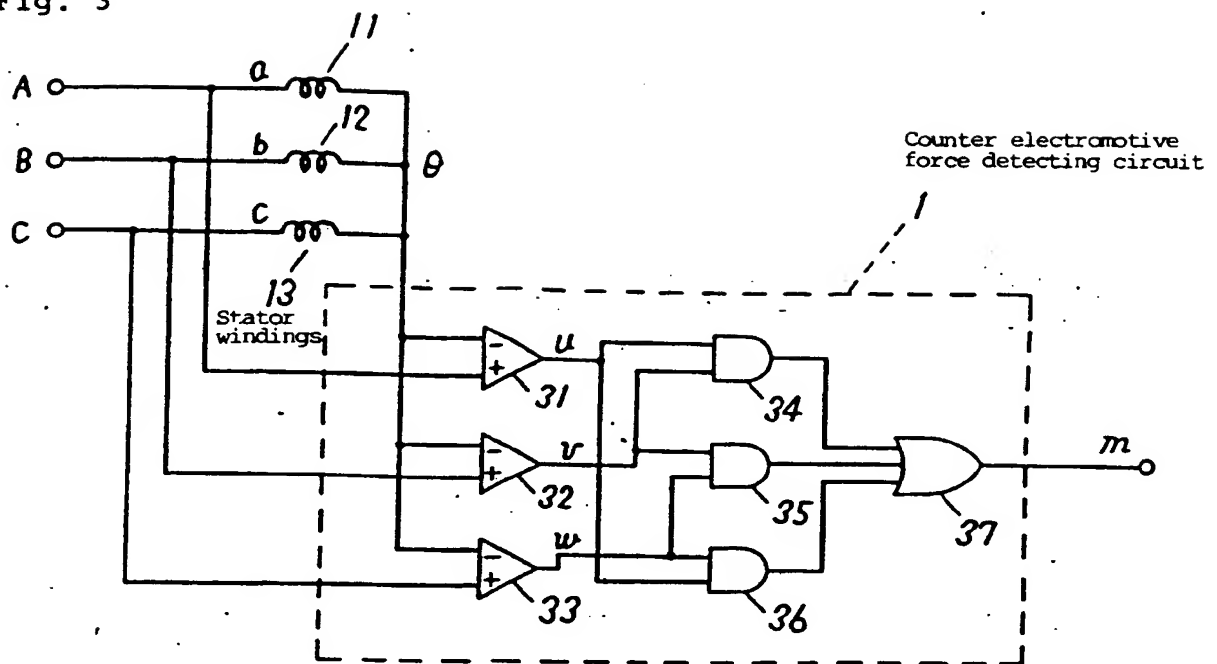 Fig. 3
11
A
a
12
B
b
θ
C
c
13
Stator
windings
Counter electromotive
force detecting circuit
1
-
+
u
31
34
-
+
v
32
35
37
m
-
+
w
33
36